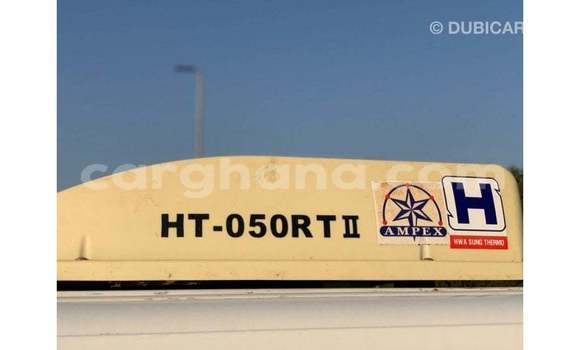 © DUBICAR
carghana.com
HT-050RTⅡ
AMPEX
H
HWA SUNG THERMO